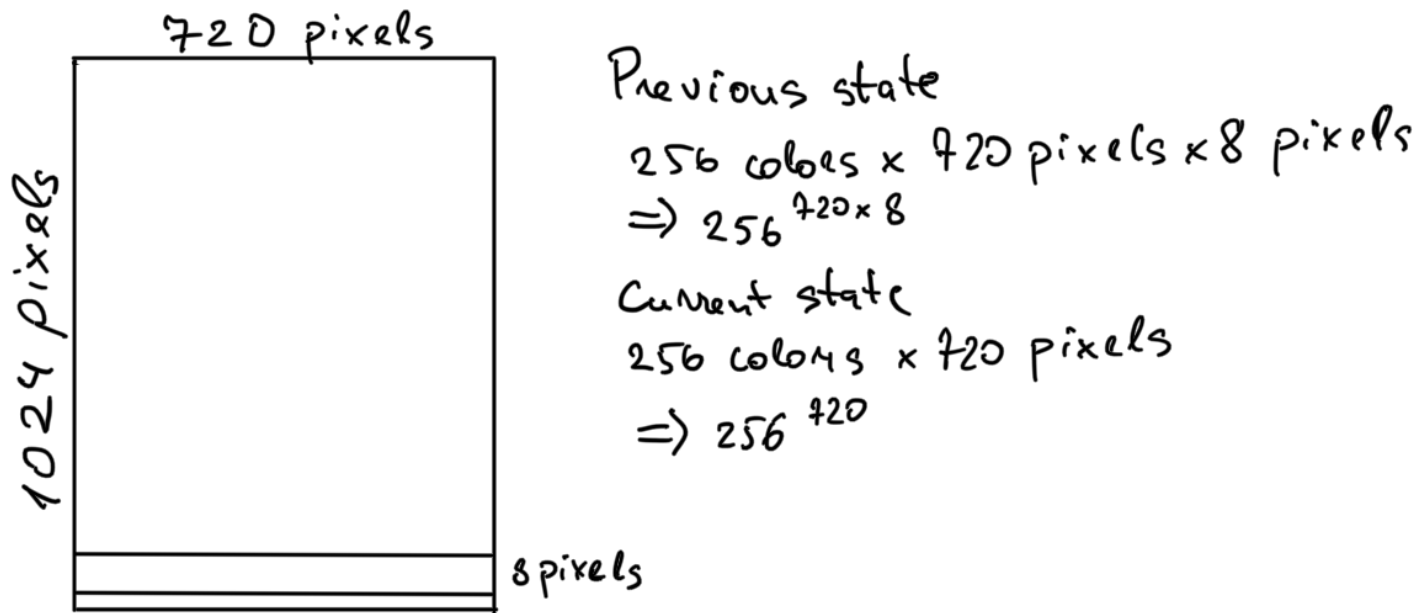 720 pixels
1024 pixels
8 pixels
Previous state
256 colors x 720 pixels x 8 pixels
=> 256^720x8
Current state
256 colors x 720 pixels
=> 256^720